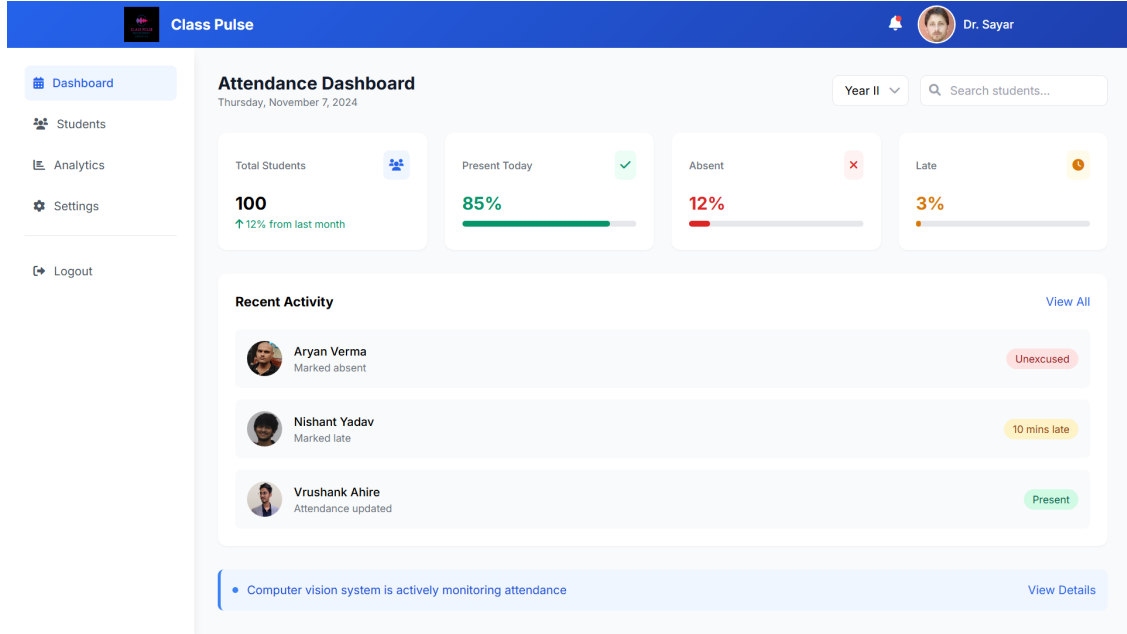 Class Pulse
Dr. Sayar
Dashboard
Students
Analytics
Settings
Logout
Attendance Dashboard
Thursday, November 7, 2024
Year II
Search students...
Total Students
100
12% from last month
Present Today
85%
Absent
12%
Late
3%
Recent Activity
View All
Aryan Verma
Marked absent
Unexcused
Nishant Yadav
Marked late
10 mins late
Vrushank Ahire
Attendance updated
Present
Computer vision system is actively monitoring attendance
View Details